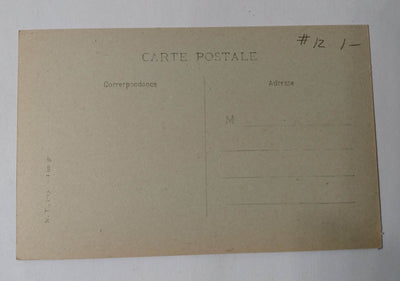 #12 1—
CARTE POSTALE
Correspondance
Adresse
M